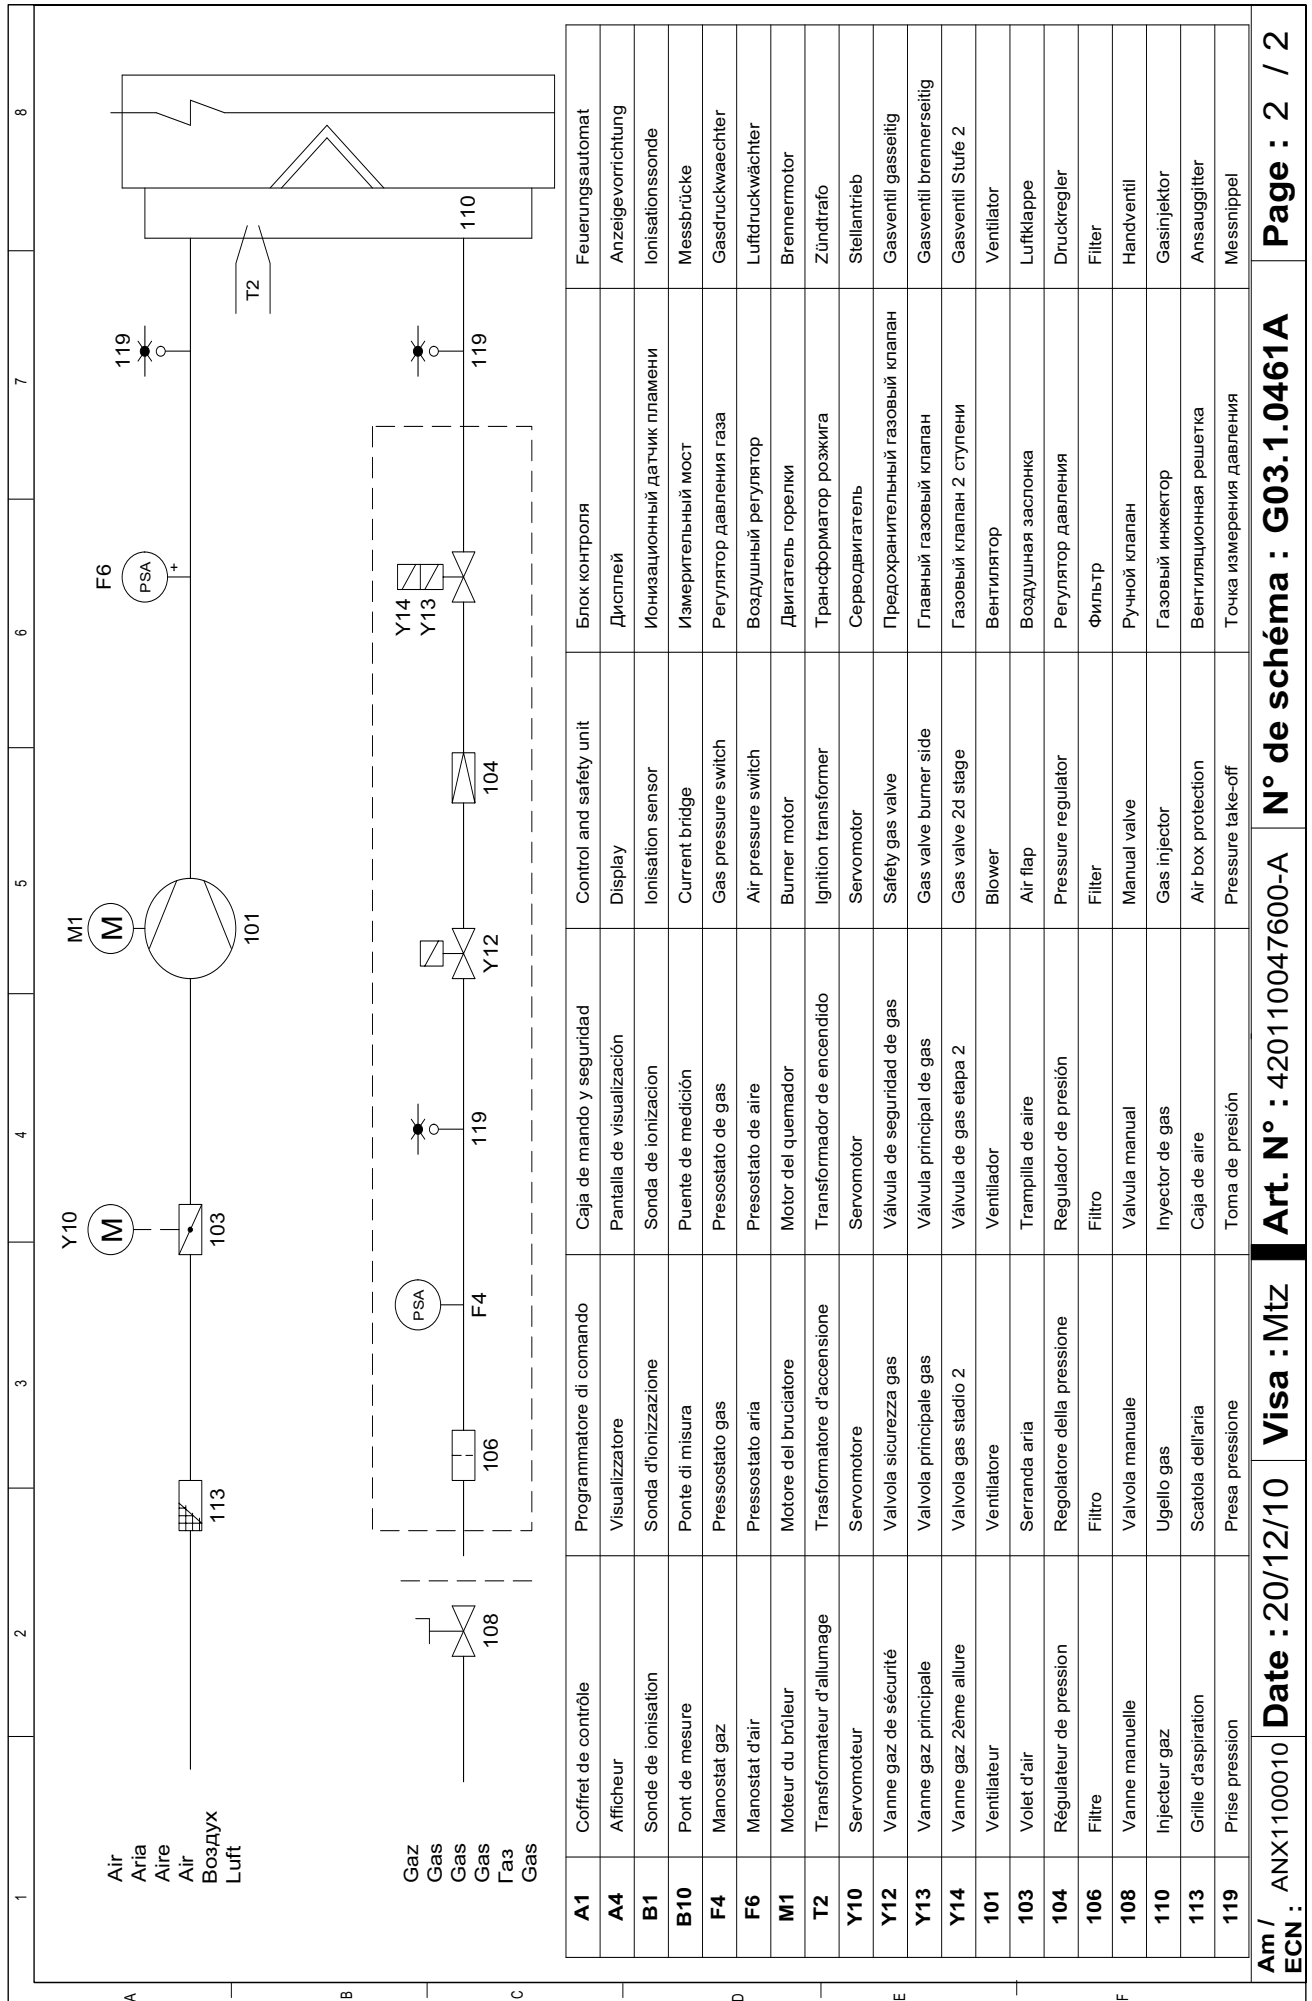 1 2 3 4 5 6 7 8
A
B
C
D
E
F
Air
Aria
Aire
Air
Воздух
Luft
113
Y10
M
103
M1
M
101
F6
PSA
+
119
T2
110
Gaz
Gas
Gas
Gas
Газ
Gas
108
106
PSA
F4
119
Y12
104
Y14
Y13
119
A1 Coffret de contrôle Programmatore di comando Caja de mando y seguridad Control and safety unit Блок контроля Feuerungsautomat
A4 Afficheur Visualizzatore Pantalla de visualización Display Дисплей Anzeigevorrichtung
B1 Sonde de ionisation Sonda d'ionizzazione Sonda de ionizacion Ionisation sensor Ионизационный датчик пламени Ionisationssonde
B10 Pont de mesure Ponte di misura Puente de medición Current bridge Измерительный мост Messbrücke
F4 Manostat gaz Pressostato gas Presostato de gas Gas pressure switch Регулятор давления газа Gasdruckwaechter
F6 Manostat d'air Pressostato aria Presostato de aire Air pressure switch Воздушный регулятор Luftdruckwächter
M1 Moteur du brûleur Motore del bruciatore Motor del quemador Burner motor Двигатель горелки Brennermotor
T2 Transformateur d'allumage Trasformatore d'accensione Transformador de encendido Ignition transformer Трансформатор розжига Zündtrafo
Y10 Servomoteur Servomotore Servomotor Servomotor Серводвигатель Stellantrieb
Y12 Vanne gaz de sécurité Valvola sicurezza gas Válvula de seguridad de gas Safety gas valve Предохранительный газовый клапан Gasventil gasseitig
Y13 Vanne gaz principale Valvola principale gas Válvula principal de gas Gas valve burner side Главный газовый клапан Gasventil brennerseitig
Y14 Vanne gaz 2ème allure Valvola gas stadio 2 Válvula de gas etapa 2 Gas valve 2d stage Газовый клапан 2 ступени Gasventil Stufe 2
101 Ventilateur Ventilatore Ventilador Blower Вентилятор Ventilator
103 Volet d'air Serranda aria Trampilla de aire Air flap Воздушная заслонка Luftklappe
104 Régulateur de pression Regolatore della pressione Regulador de presión Pressure regulator Регулятор давления Druckregler
106 Filtre Filtro Filtro Filter Фильтр Filter
108 Vanne manuelle Valvola manuale Valvula manual Manual valve Ручной клапан Handventil
110 Injecteur gaz Ugello gas Inyector de gas Gas injector Газовый инжектор Gasinjektor
113 Grille d'aspiration Scatola dell'aria Caja de aire Air box protection Вентиляционная решетка Ansauggitter
119 Prise pression Presa pressione Toma de presión Pressure take-off Точка измерения давления Messnippel
Am / ECN : ANX1100010 Date : 20/12/10 Visa : Mtz Art. N° : 420110047600-A N° de schéma : G03.1.0461A Page : 2 / 2